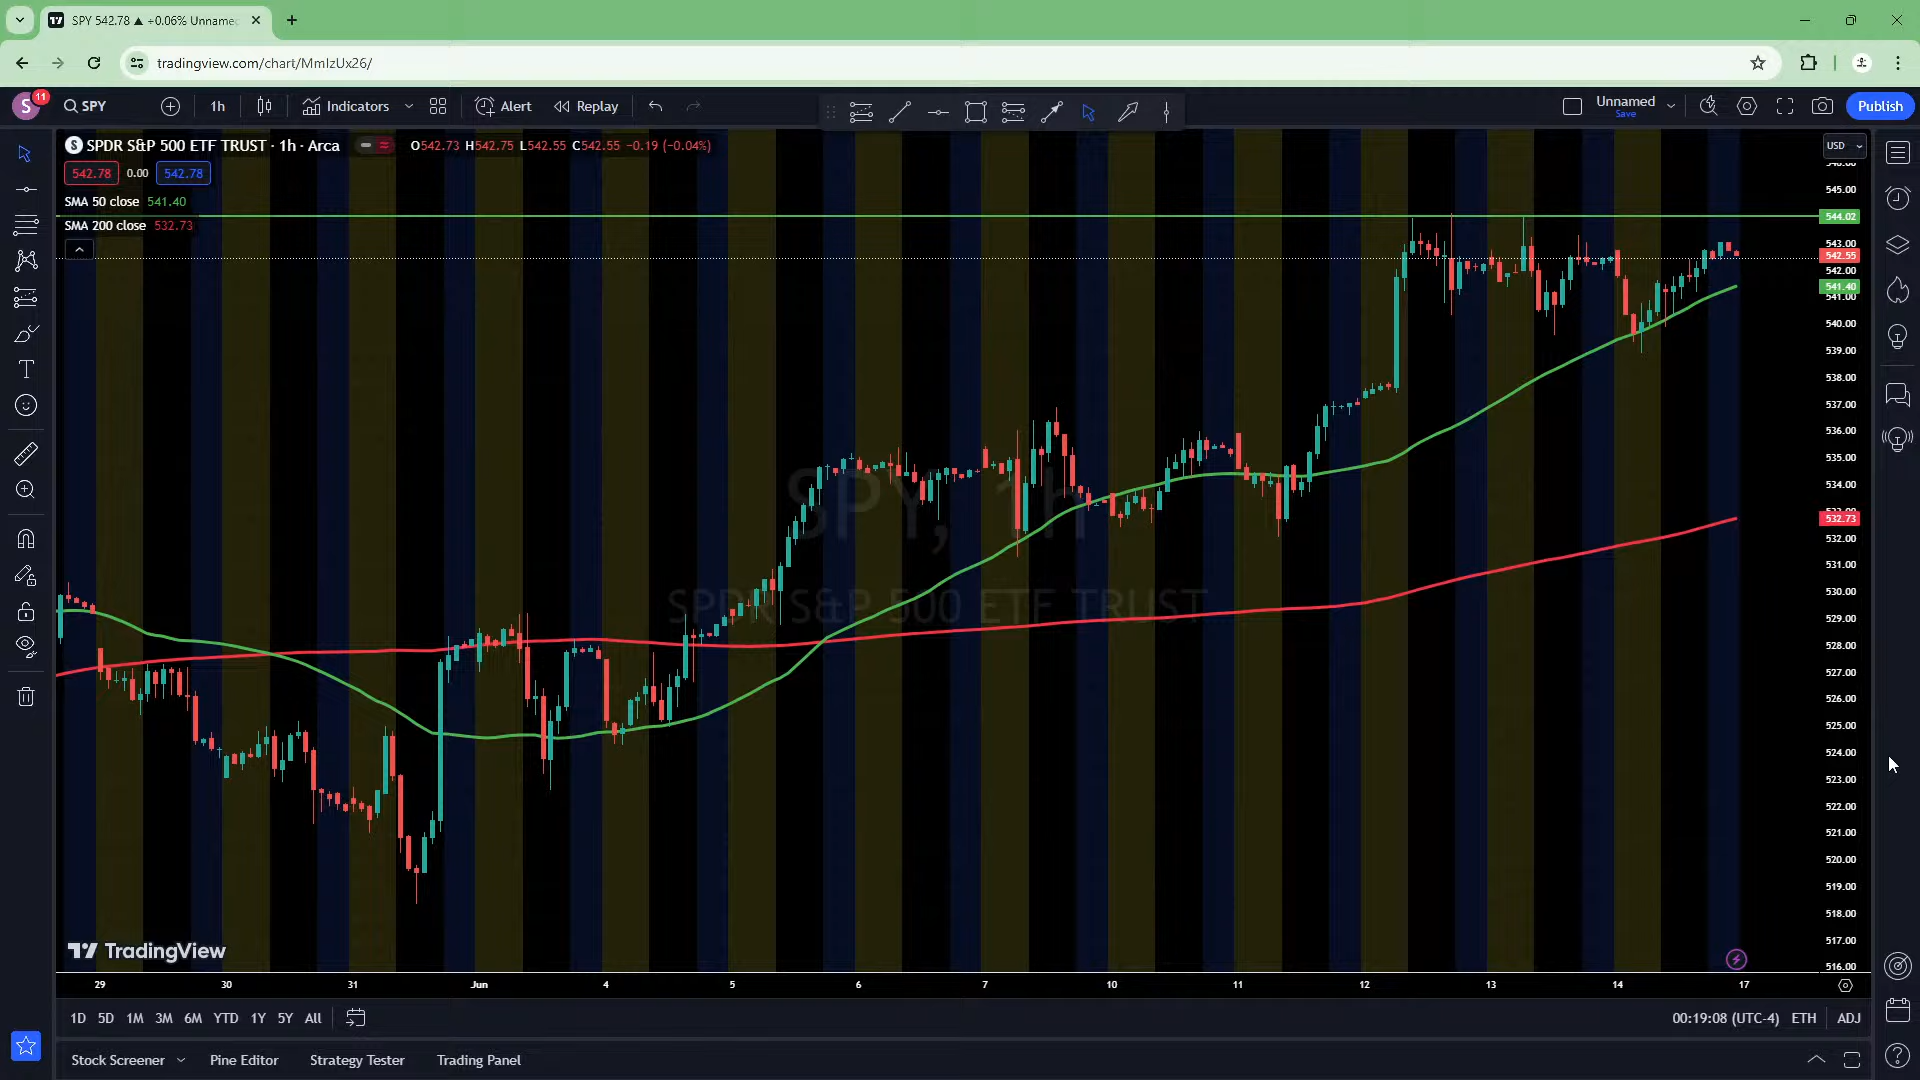 SPY 542.78 ▲ +0.06% Unname
tradingview.com/chart/MmIzUx26/
S
11
SPY
1h
Indicators
Alert
Replay
Unnamed
Save
Publish
SPDR S&P 500 ETF TRUST · 1h · Arca
O542.73 H542.75 L542.55 C542.55 −0.19 (−0.04%)
542.78 0.00 542.78
SMA 50 close 541.40
SMA 200 close 532.73
USD
545.00
544.02
543.00
542.55
542.00
541.40
541.00
540.00
539.00
538.00
537.00
536.00
535.00
534.00
532.73
532.00
531.00
530.00
529.00
528.00
527.00
526.00
525.00
524.00
523.00
522.00
521.00
520.00
519.00
518.00
517.00
516.00
SPY, 1h
SPDR S&P 500 ETF TRUST
TradingView
29 30 31 Jun 4 5 6 7 10 11 12 13 14 17
1D 5D 1M 3M 6M YTD 1Y 5Y All
00:19:08 (UTC-4) ETH ADJ
Stock Screener Pine Editor Strategy Tester Trading Panel